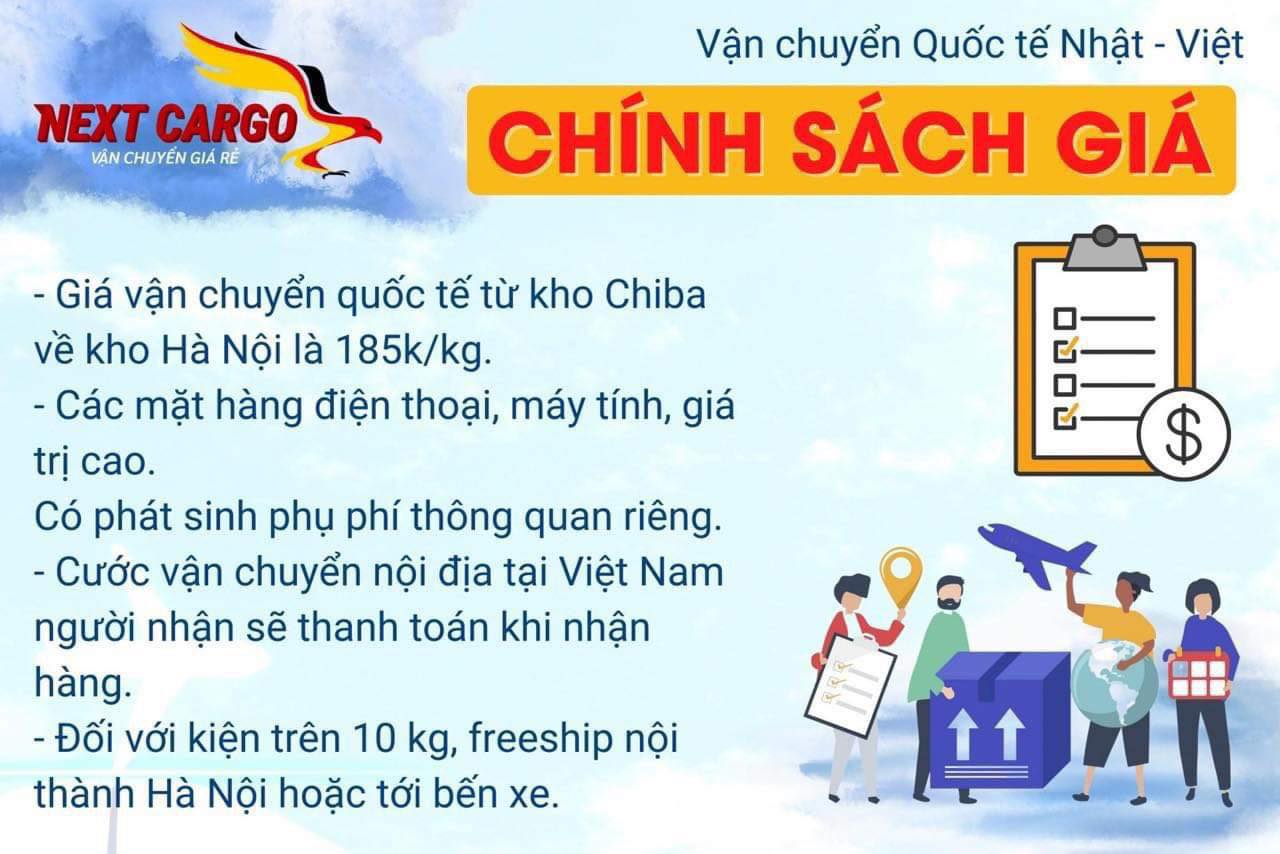 NEXT CARGO
VẬN CHUYỂN GIÁ RẺ
Vận chuyển Quốc tế Nhật - Việt
CHÍNH SÁCH GIÁ
- Giá vận chuyển quốc tế từ kho Chiba
về kho Hà Nội là 185k/kg.
- Các mặt hàng điện thoại, máy tính, giá
trị cao.
Có phát sinh phụ phí thông quan riêng.
- Cước vận chuyển nội địa tại Việt Nam
người nhận sẽ thanh toán khi nhận
hàng.
- Đối với kiện trên 10 kg, freeship nội
thành Hà Nội hoặc tới bến xe.
$